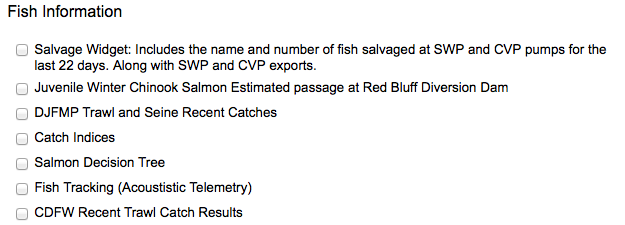 Fish Information
Salvage Widget: Includes the name and number of fish salvaged at SWP and CVP pumps for the
last 22 days. Along with SWP and CVP exports.
Juvenile Winter Chinook Salmon Estimated passage at Red Bluff Diversion Dam
DJFMP Trawl and Seine Recent Catches
Catch Indices
Salmon Decision Tree
Fish Tracking (Acoustistic Telemetry)
CDFW Recent Trawl Catch Results